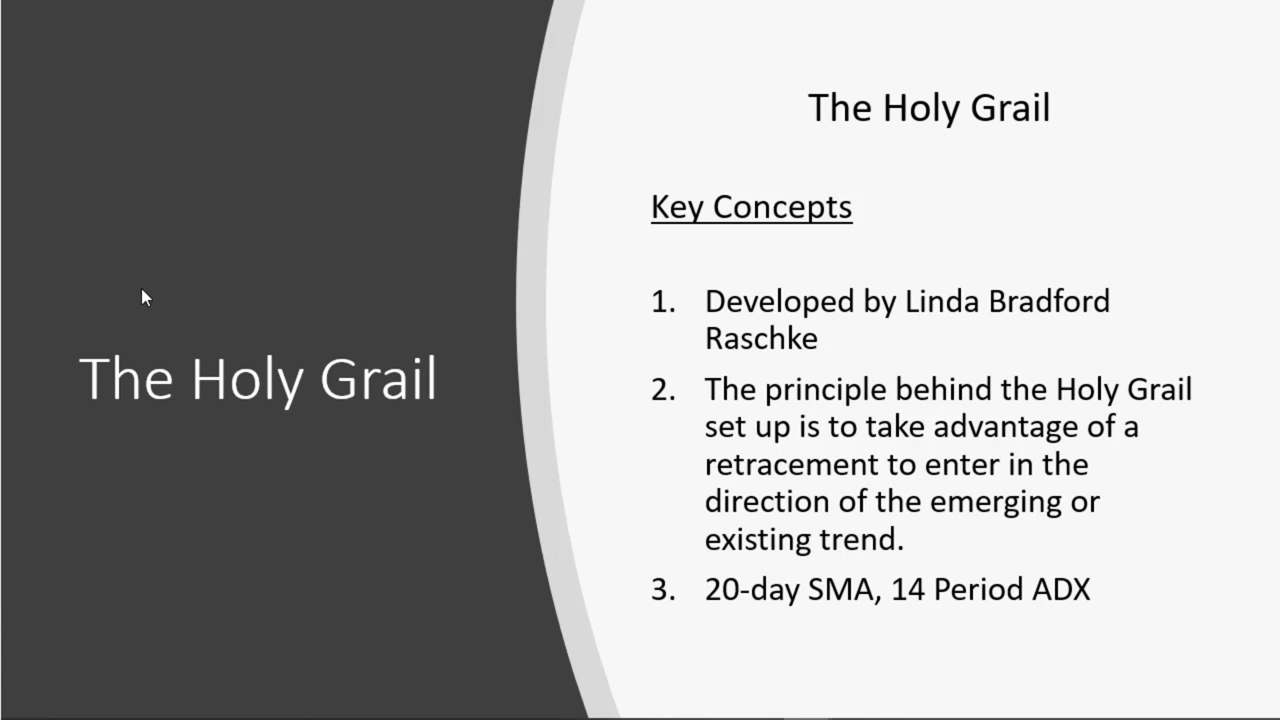 The Holy Grail
The Holy Grail
Key Concepts
1. Developed by Linda Bradford
Raschke
2. The principle behind the Holy Grail
set up is to take advantage of a
retracement to enter in the
direction of the emerging or
existing trend.
3. 20-day SMA, 14 Period ADX